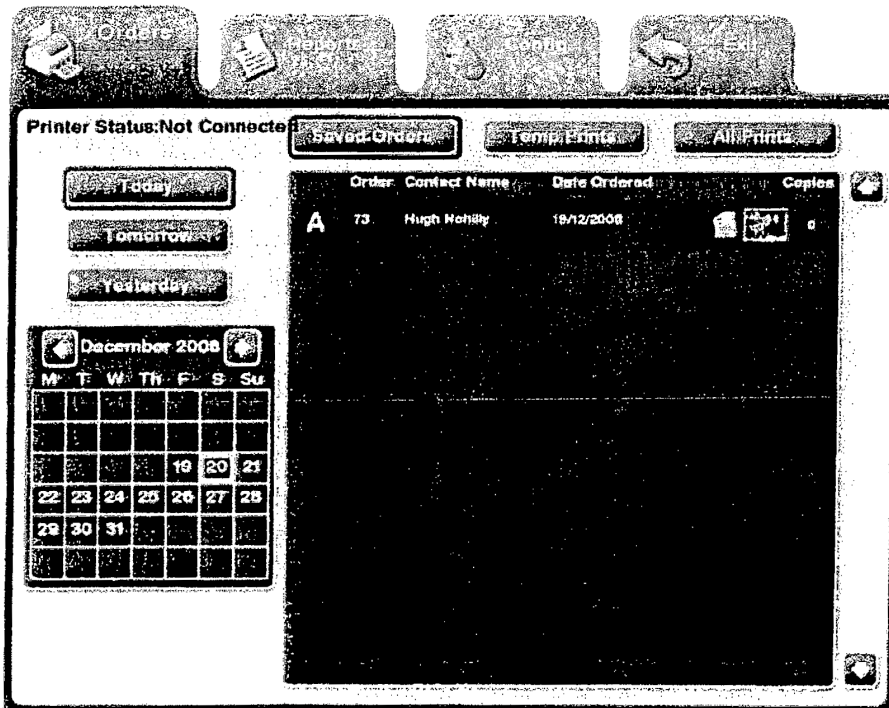 Orders Reports Config Exit
Printer Status:Not Connected
Saved Orders Temp Prints All Prints
Today
Tomorrow
Yesterday
Order Contact Name Date Ordered Copies
A 73 Hugh 19/12/2008 0
December 2008
M T W Th F S Su
19 20 21
22 23 24 25 26 27 28
29 30 31